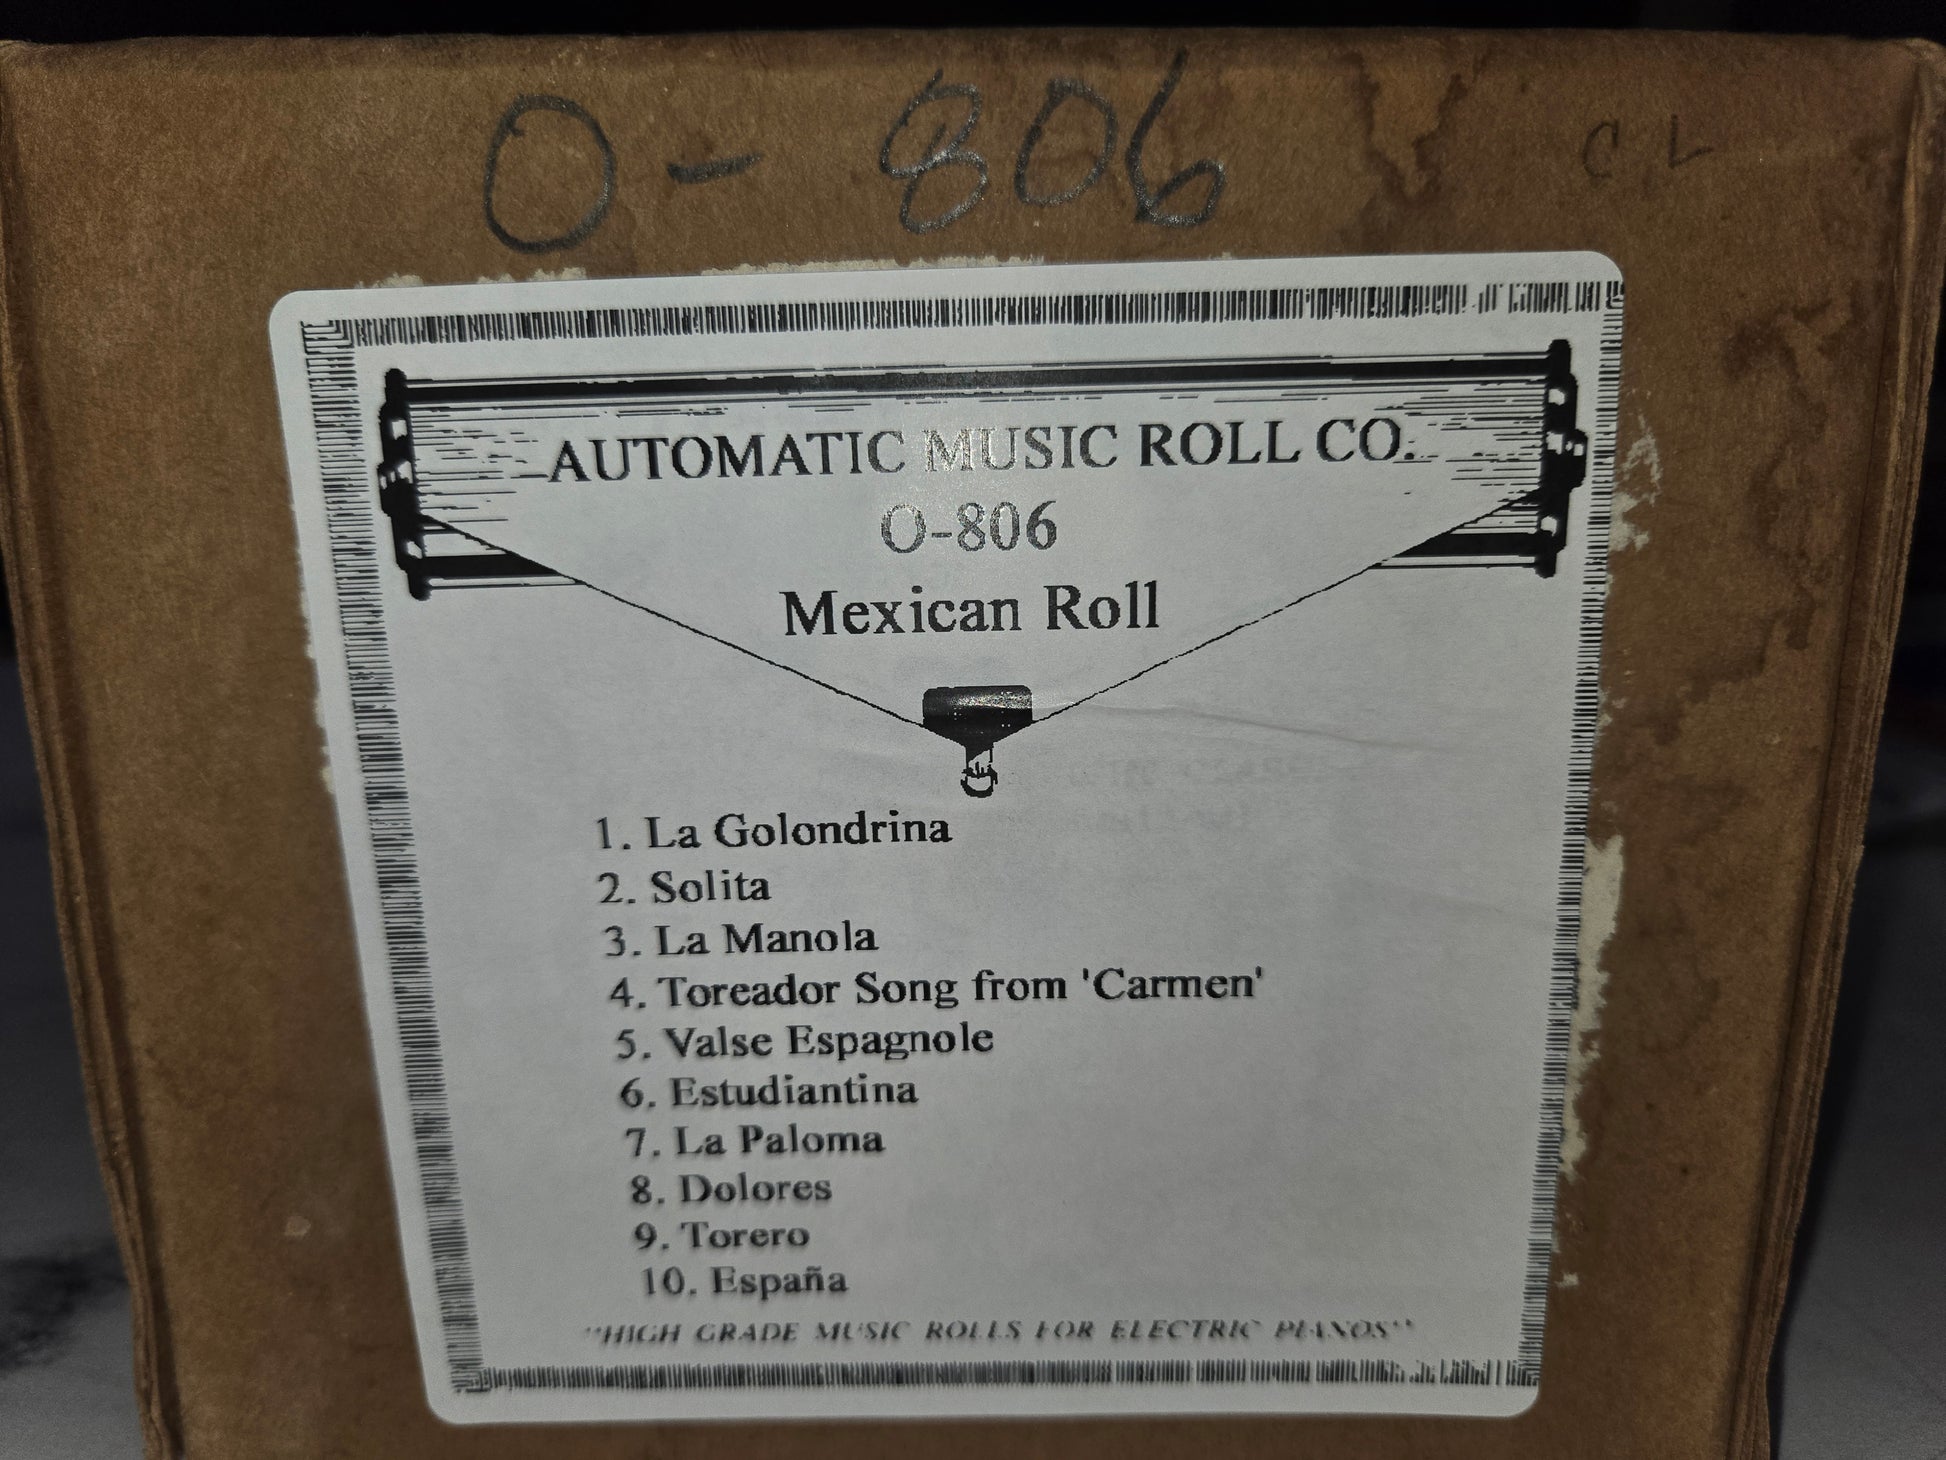 O- 806
AUTOMATIC MUSIC ROLL CO.
O-806
Mexican Roll
1. La Golondrina
2. Solita
3. La Manola
4. Toreador Song from 'Carmen'
5. Valse Espagnole
6. Estudiantina
7. La Paloma
8. Dolores
9. Torero
10. España
"HIGH GRADE MUSIC ROLLS FOR ELECTRIC PIANOS"